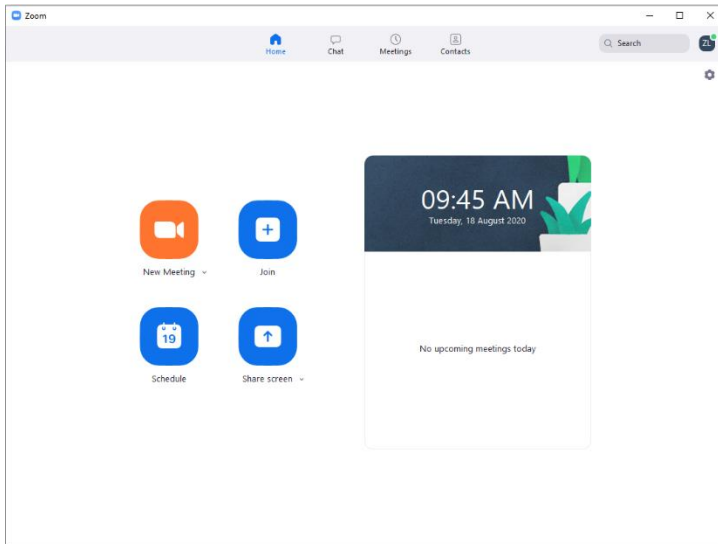 Zoom
Home
Chat
Meetings
Contacts
Search
ZL
09:45 AM
Tuesday, 18 August 2020
New Meeting
Join
19
Schedule
Share screen
No upcoming meetings today